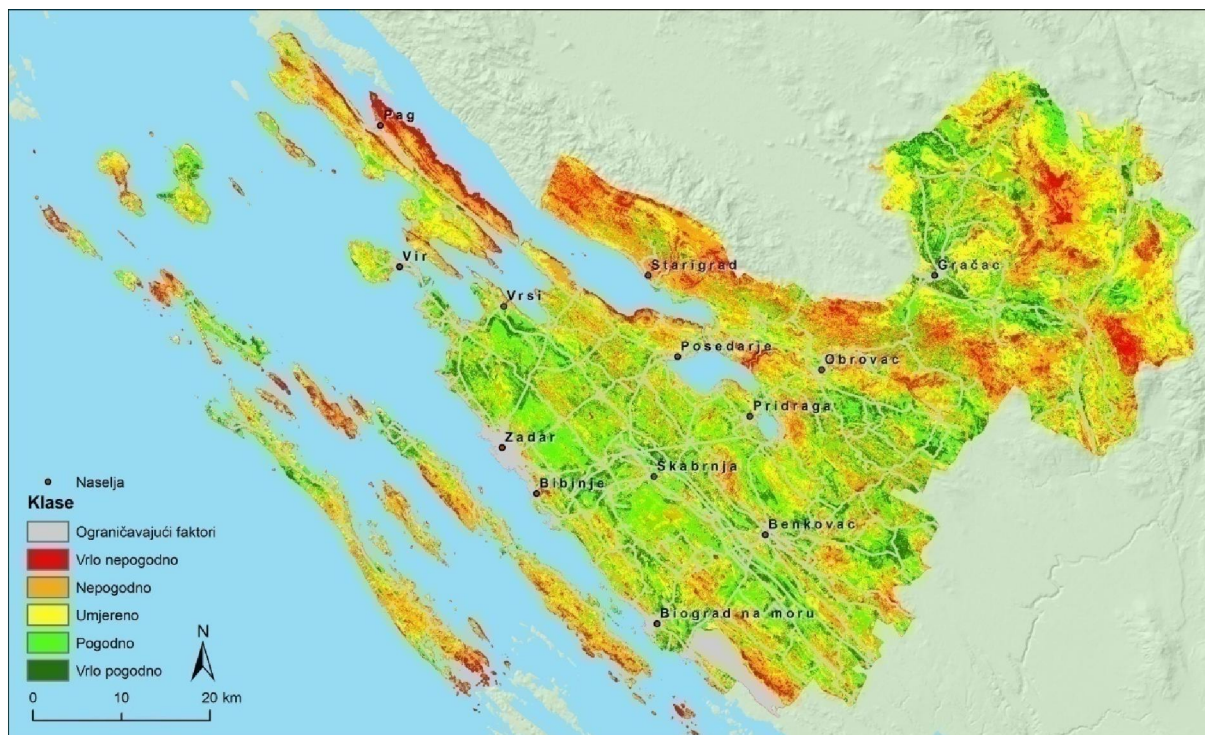 Pag
Vir
Starigrad
Gračac
Vrsi
Posedarje
Obrovac
Pridraga
Zadar
Škabrnja
Bibinje
Benkovac
Biograd na moru
Naselja
Klase
Ograničavajući faktori
Vrlo nepogodno
Nepogodno
Umjereno
Pogodno
Vrlo pogodno
N
0 10 20 km